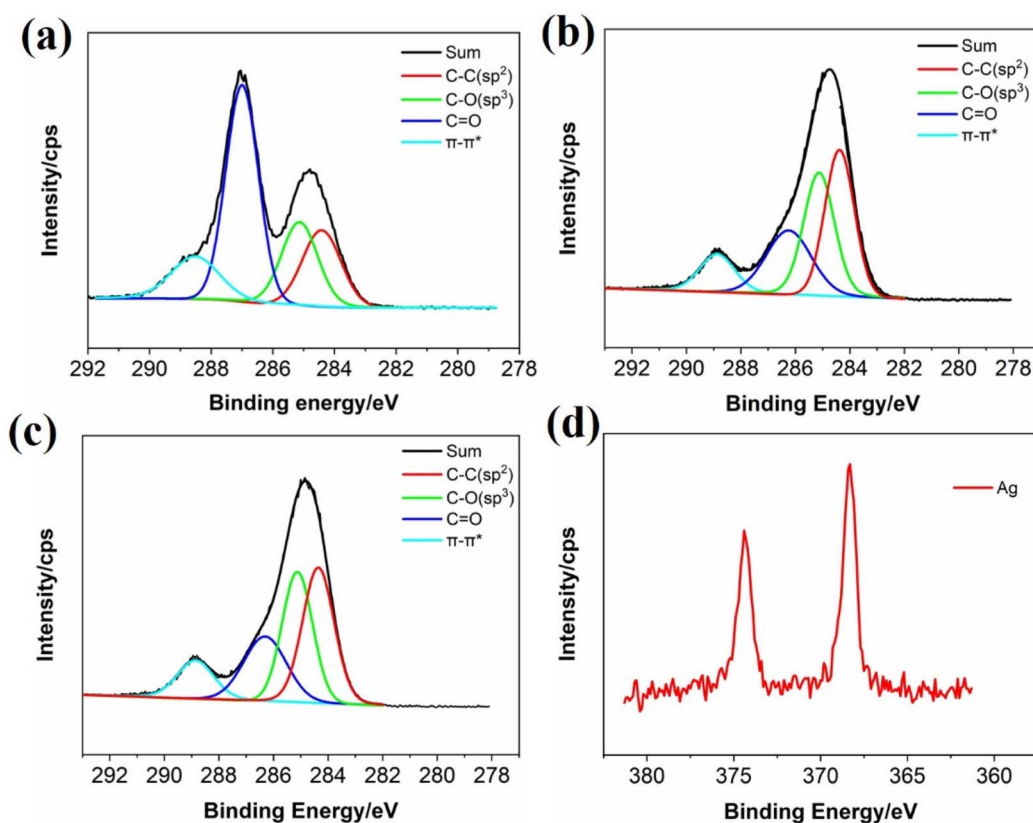 (a)
Sum
C-C(sp²)
C-O(sp³)
C=O
π-π*
Intensity/cps
292 290 288 286 284 282 280 278
Binding energy/eV
(b)
Sum
C-C(sp²)
C-O(sp³)
C=O
π-π*
Intensity/cps
292 290 288 286 284 282 280 278
Binding Energy/eV
(c)
Sum
C-C(sp²)
C-O(sp³)
C=O
π-π*
Intensity/cps
292 290 288 286 284 282 280 278
Binding Energy/eV
(d)
Ag
Intensity/cps
380 375 370 365 360
Binding Energy/eV